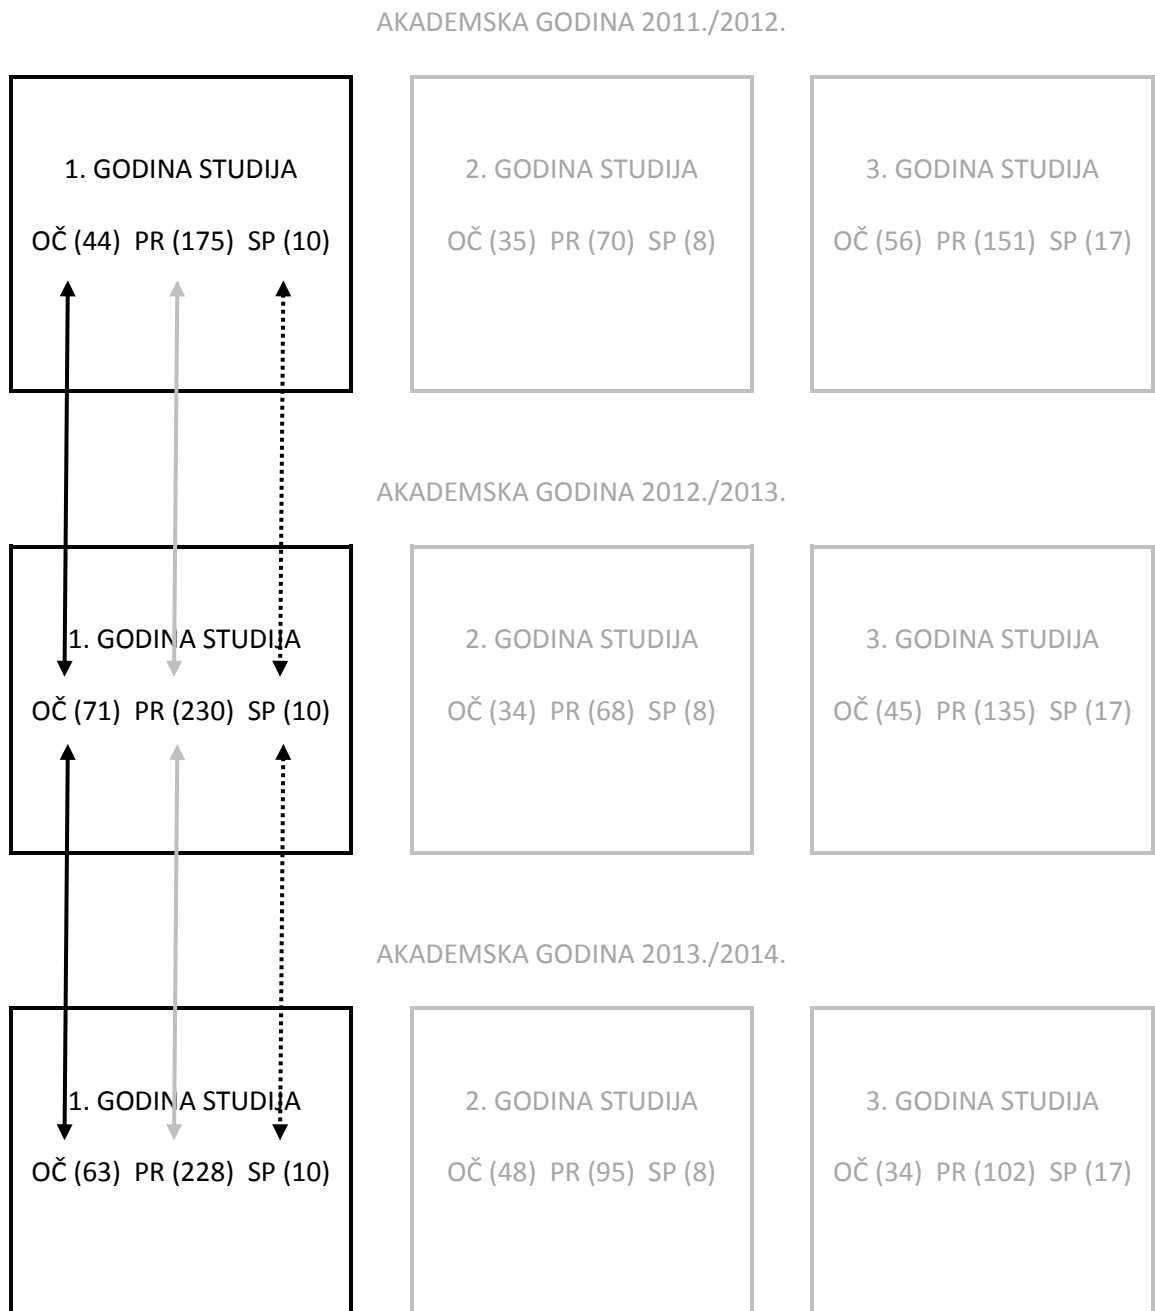 AKADEMSKA GODINA 2011./2012.
1. GODINA STUDIJA
OČ (44) PR (175) SP (10)
2. GODINA STUDIJA
OČ (35) PR (70) SP (8)
3. GODINA STUDIJA
OČ (56) PR (151) SP (17)
AKADEMSKA GODINA 2012./2013.
1. GODINA STUDIJA
OČ (71) PR (230) SP (10)
2. GODINA STUDIJA
OČ (34) PR (68) SP (8)
3. GODINA STUDIJA
OČ (45) PR (135) SP (17)
AKADEMSKA GODINA 2013./2014.
1. GODINA STUDIJA
OČ (63) PR (228) SP (10)
2. GODINA STUDIJA
OČ (48) PR (95) SP (8)
3. GODINA STUDIJA
OČ (34) PR (102) SP (17)